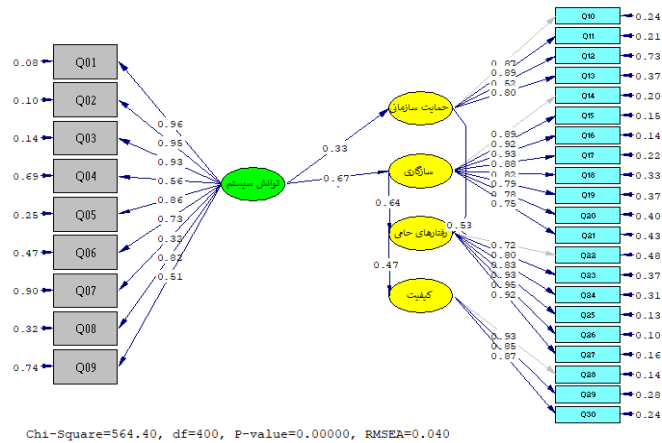 0.08 Q01
0.10 Q02
0.14 Q03
0.69 Q04
0.25 Q05
0.47 Q06
0.90 Q07
0.32 Q08
0.74 Q09
0.96
0.95
0.93
0.56
0.86
0.73
0.32
0.82
0.51
توانش سیستم
0.33
0.67
حمایت سازمانی
سازگاری
0.64
رفتارهای حامی
0.53
0.47
کیفیت
0.87
0.89
0.52
0.80
0.89
0.92
0.93
0.88
0.82
0.79
0.78
0.75
0.72
0.80
0.83
0.93
0.95
0.92
0.93
0.85
0.87
Q10 0.24
Q11 0.21
Q12 0.73
Q13 0.37
Q14 0.20
Q15 0.15
Q16 0.14
Q17 0.22
Q18 0.33
Q19 0.37
Q20 0.40
Q21 0.43
Q22 0.48
Q23 0.37
Q24 0.31
Q25 0.13
Q26 0.10
Q27 0.16
Q28 0.14
Q29 0.28
Q30 0.24
Chi-Square=564.40, df=400, P-value=0.00000, RMSEA=0.040